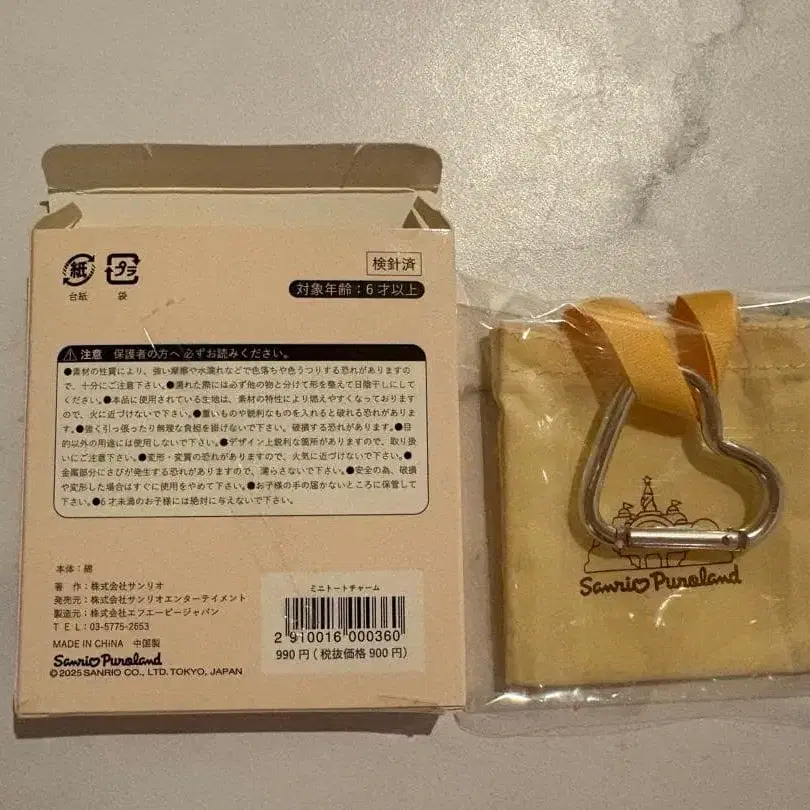 紙
プラ
台紙
袋
検針済
対象年齢:6才以上
注意 保護者の方へ必ずお読みください。
●素材の性質により、強い摩擦や水濡れなどで色落ちや色うつりする恐れがありますの
で、十分にご注意下さい。●濡れた際には必ず他の物と分けて形を整えて日陰干しにして
ください。●本品に使用されている生地は、素材の特性により燃えやすくなっております
ので、火に近づけないで下さい。●重いものや鋭利なものを入れると破れる恐れがありま
す。●強く引っ張ったり無理な負担を掛けないで下さい。破損する恐れがあります。●目
的以外の用途には使用しないで下さい。●デザイン上鋭利な箇所がありますので、取り扱
いにご注意下さい。●変形・変質の恐れがありますので、火気に近づけないで下さい。●
金属部分にさびが発生する恐れがありますので、濡らさないで下さい。●安全の為、破損
や変形した場合はすぐに使用をやめて下さい。●お子様の手の届かないところに保管して
下さい。●6才未満のお子様には絶対に与えないで下さい。
本体:綿
著作:株式会社サンリオ
発売元:株式会社サンリオエンターテイメント
製造元:株式会社エフエービージャパン
TEL:03-5775-2653
MADE IN CHiNA 中国製
Sanrio Puroland
©2025 SANRIO CO., LTD. TOKYO, JAPAN
ミニトートチャーム
2 910016 000360
990円(税抜価格900円)
Sanrio Puroland